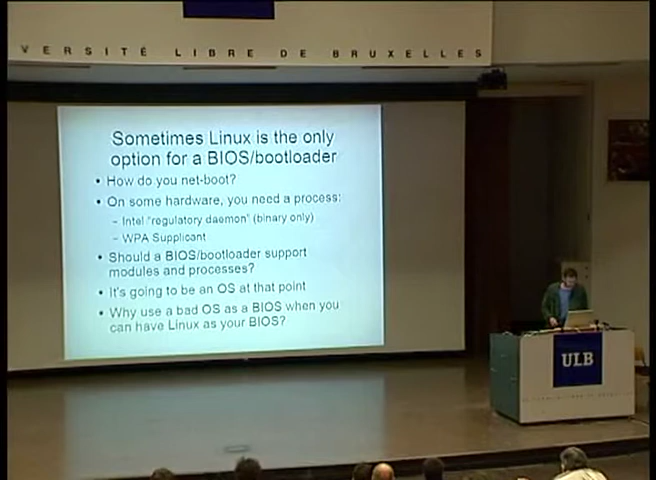 VERSITÉ LIBRE DE BRUXELLES
Sometimes Linux is the only
option for a BIOS/bootloader
• How do you net-boot?
• On some hardware, you need a process:
– Intel "regulatory daemon" (binary only)
– WPA Supplicant
• Should a BIOS/bootloader support
modules and processes?
• It's going to be an OS at that point
• Why use a bad OS as a BIOS when you
can have Linux as your BIOS?
ULB